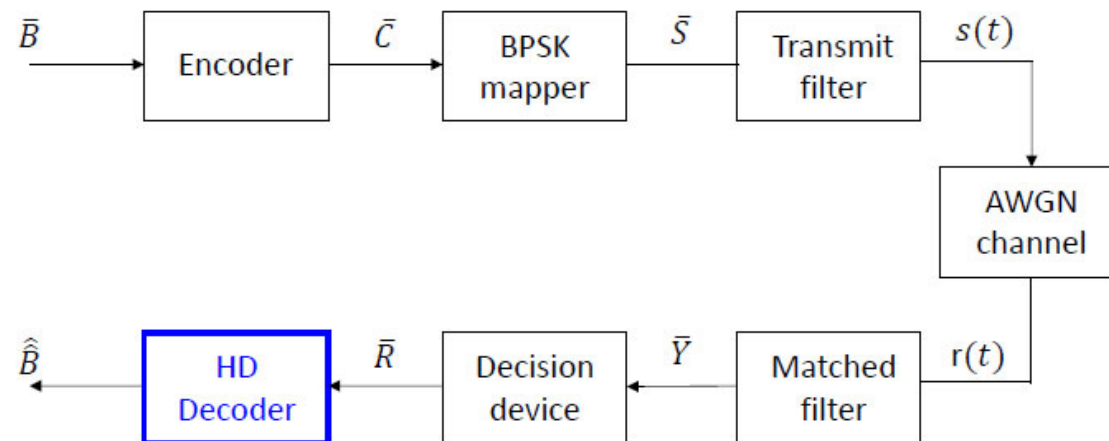 B̄
Encoder
C̄
BPSK
mapper
S̄
Transmit
filter
s(t)
AWGN
channel
r(t)
Matched
filter
Ȳ
Decision
device
R̄
HD
Decoder
B̂̄